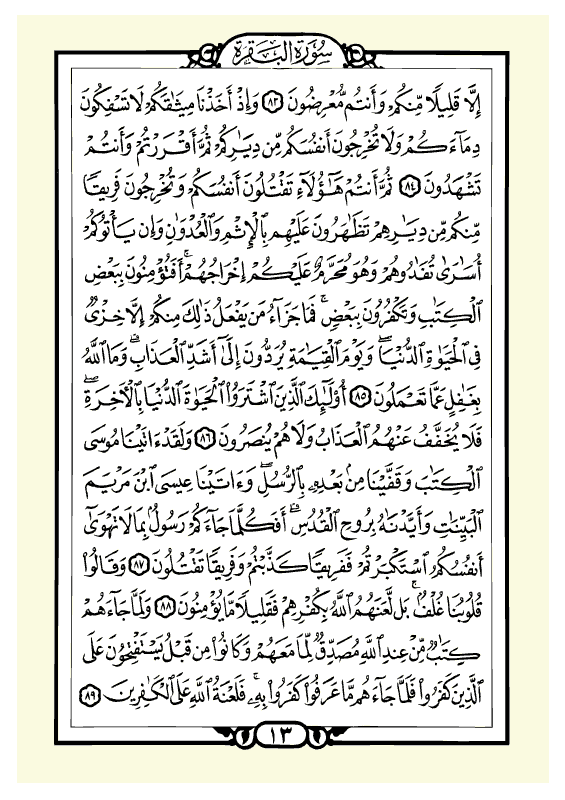 سُورَةُ الْبَقَرَةِ
إِلَّا قَلِيلًا مِّنكُمْ وَأَنتُم مُّعْرِضُونَ ٨٣ وَإِذْ أَخَذْنَا مِيثَٰقَكُمْ لَا تَسْفِكُونَ
دِمَآءَكُمْ وَلَا تُخْرِجُونَ أَنفُسَكُم مِّن دِيَٰرِكُمْ ثُمَّ أَقْرَرْتُمْ وَأَنتُمْ
تَشْهَدُونَ ٨٤ ثُمَّ أَنتُمْ هَٰٓؤُلَآءِ تَقْتُلُونَ أَنفُسَكُمْ وَتُخْرِجُونَ فَرِيقًا
مِّنكُم مِّن دِيَٰرِهِمْ تَظَٰهَرُونَ عَلَيْهِم بِٱلْإِثْمِ وَٱلْعُدْوَٰنِ وَإِن يَأْتُوكُمْ
أُسَٰرَىٰ تُفَٰدُوهُمْ وَهُوَ مُحَرَّمٌ عَلَيْكُمْ إِخْرَاجُهُمْ ۚ أَفَتُؤْمِنُونَ بِبَعْضِ
ٱلْكِتَٰبِ وَتَكْفُرُونَ بِبَعْضٍ ۚ فَمَا جَزَآءُ مَن يَفْعَلُ ذَٰلِكَ مِنكُمْ إِلَّا خِزْىٌ
فِى ٱلْحَيَوٰةِ ٱلدُّنْيَا ۖ وَيَوْمَ ٱلْقِيَٰمَةِ يُرَدُّونَ إِلَىٰٓ أَشَدِّ ٱلْعَذَابِ ۗ وَمَا ٱللَّهُ
بِغَٰفِلٍ عَمَّا تَعْمَلُونَ ٨٥ أُو۟لَٰٓئِكَ ٱلَّذِينَ ٱشْتَرَوُا۟ ٱلْحَيَوٰةَ ٱلدُّنْيَا بِٱلْءَاخِرَةِ ۖ
فَلَا يُخَفَّفُ عَنْهُمُ ٱلْعَذَابُ وَلَا هُمْ يُنصَرُونَ ٨٦ وَلَقَدْ ءَاتَيْنَا مُوسَى
ٱلْكِتَٰبَ وَقَفَّيْنَا مِنۢ بَعْدِهِۦ بِٱلرُّسُلِ ۖ وَءَاتَيْنَا عِيسَى ٱبْنَ مَرْيَمَ
ٱلْبَيِّنَٰتِ وَأَيَّدْنَٰهُ بِرُوحِ ٱلْقُدُسِ ۗ أَفَكُلَّمَا جَآءَكُمْ رَسُولٌۢ بِمَا لَا تَهْوَىٰٓ
أَنفُسُكُمُ ٱسْتَكْبَرْتُمْ فَفَرِيقًا كَذَّبْتُمْ وَفَرِيقًا تَقْتُلُونَ ٨٧ وَقَالُوا۟
قُلُوبُنَا غُلْفٌۢ ۚ بَل لَّعَنَهُمُ ٱللَّهُ بِكُفْرِهِمْ فَقَلِيلًا مَّا يُؤْمِنُونَ ٨٨ وَلَمَّا جَآءَهُمْ
كِتَٰبٌ مِّنْ عِندِ ٱللَّهِ مُصَدِّقٌ لِّمَا مَعَهُمْ وَكَانُوا۟ مِن قَبْلُ يَسْتَفْتِحُونَ عَلَى
ٱلَّذِينَ كَفَرُوا۟ فَلَمَّا جَآءَهُم مَّا عَرَفُوا۟ كَفَرُوا۟ بِهِۦ ۚ فَلَعْنَةُ ٱللَّهِ عَلَى ٱلْكَٰفِرِينَ ٨٩
١٣